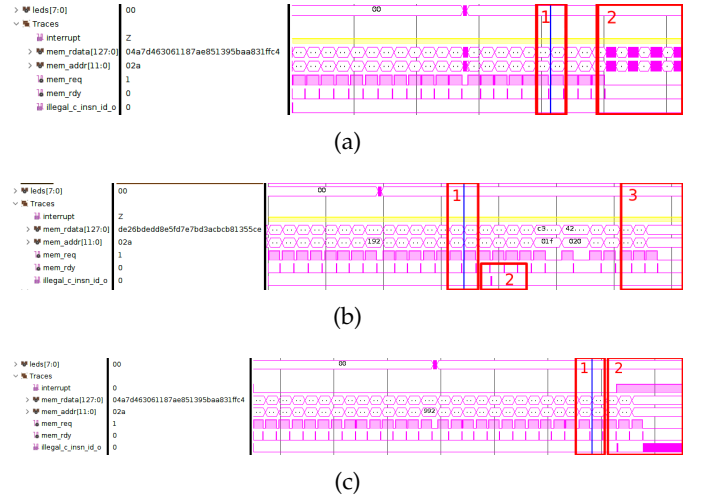 leds[7:0] 00 00 1 2
Traces
interrupt Z
mem_rdata[127:0] 04a7d463061187ae851395baa831ffc4
mem_addr[11:0] 02a
mem_req 1
mem_rdy 0
illegal_c_insn_id_o 0
(a)
leds[7:0] 00 00 1 3
Traces
interrupt Z
mem_rdata[127:0] de26bdedd8e5fd7e7bd3acbcb81355ce c3 42
mem_addr[11:0] 02a 192 01f 020
mem_req 1
mem_rdy 0
illegal_c_insn_id_o 0 2
(b)
leds[7:0] 00 00 1 2
Traces
interrupt 0
mem_rdata[127:0] 04a7d463061187ae851395baa831ffc4
mem_addr[11:0] 02a 992
mem_req 1
mem_rdy 0
illegal_c_insn_id_o 0
(c)